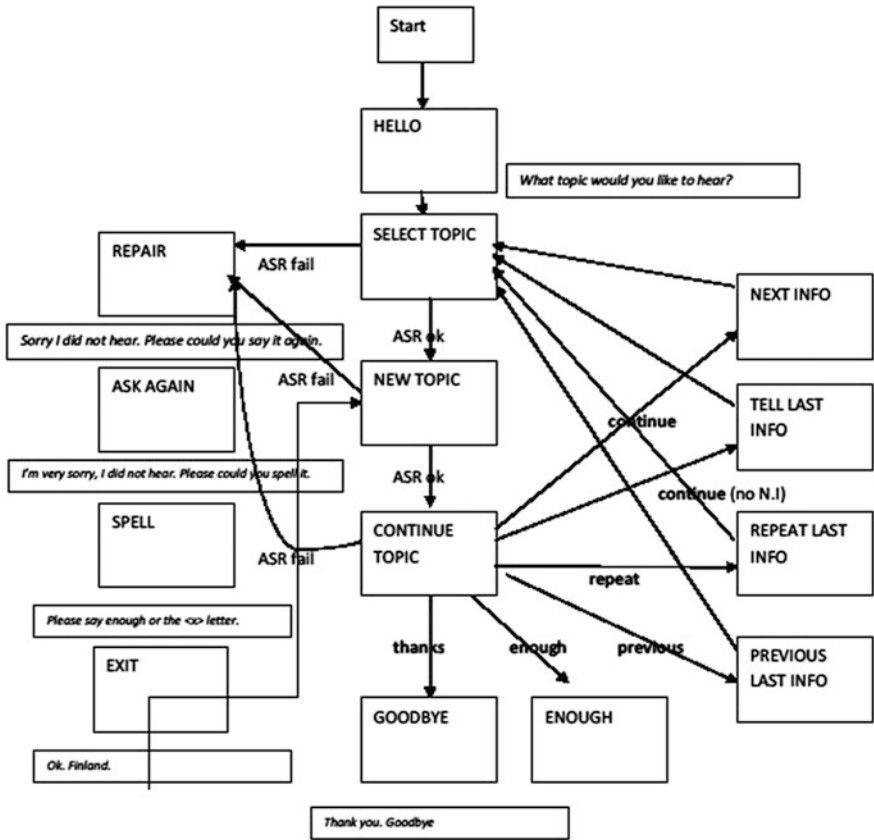 Start
HELLO
What topic would you like to hear?
SELECT TOPIC
REPAIR
ASR fail
NEXT INFO
Sorry I did not hear. Please could you say it again.
ASR ok
ASK AGAIN
ASR fail
NEW TOPIC
TELL LAST
INFO
continue
I'm very sorry, I did not hear. Please could you spell it.
ASR ok
continue (no N.I)
SPELL
CONTINUE
TOPIC
REPEAT LAST
INFO
ASR fail
repeat
Please say enough or the <x> letter.
thanks
enough
previous
EXIT
PREVIOUS
LAST INFO
GOODBYE
ENOUGH
Ok. Finland.
Thank you. Goodbye